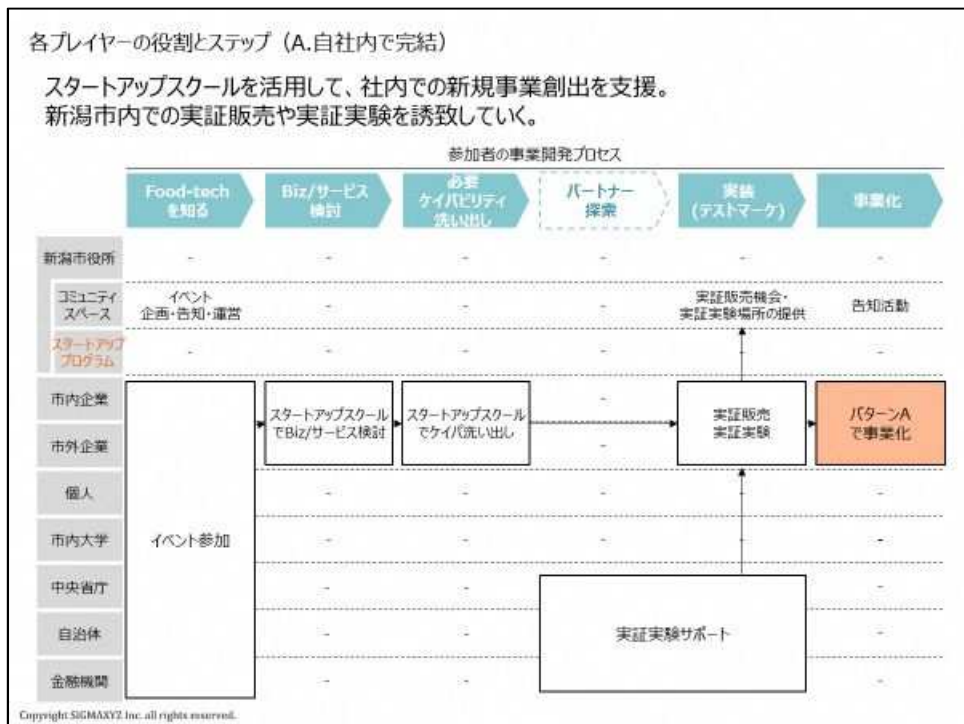 各プレイヤーの役割とステップ（A.自社内で完結）
スタートアップスクールを活用して、社内での新規事業創出を支援。
新潟市内での実証販売や実証実験を誘致していく。
参加者の事業開発プロセス
Food-tech
を知る
Biz/サービス
検討
必要
ケイパビリティ
洗い出し
パートナー
探索
実装
(テストマーケ)
事業化
新潟市役所
- - - - - -
コミュニティ
スペース
イベント
企画・告知・運営
- - -
実証販売機会・
実証実験場所の提供
告知活動
スタートアップ
プログラム
- - - - - -
市内企業
市外企業
個人
市内大学
中央省庁
自治体
金融機関
イベント参加
スタートアップスクール
でBiz/サービス検討
スタートアップスクール
でケイパ洗い出し
-
-
実証販売
実証実験
パターンA
で事業化
- - - - -
- - - - -
- - -
- - -
- - -
実証実験サポート
Copyright SIGMAXYZ Inc. all rights reserved.